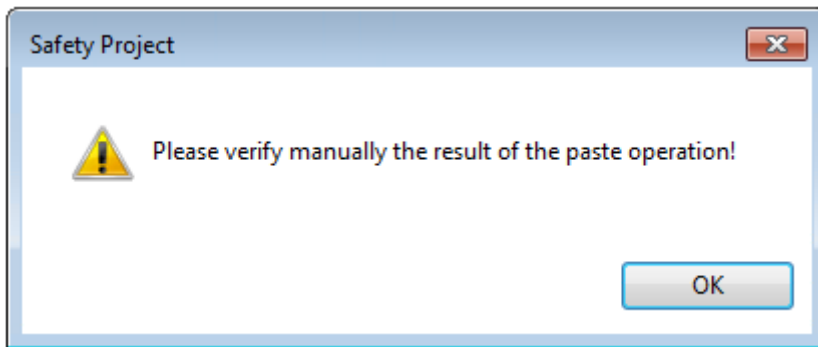 Safety Project
Please verify manually the result of the paste operation!
OK